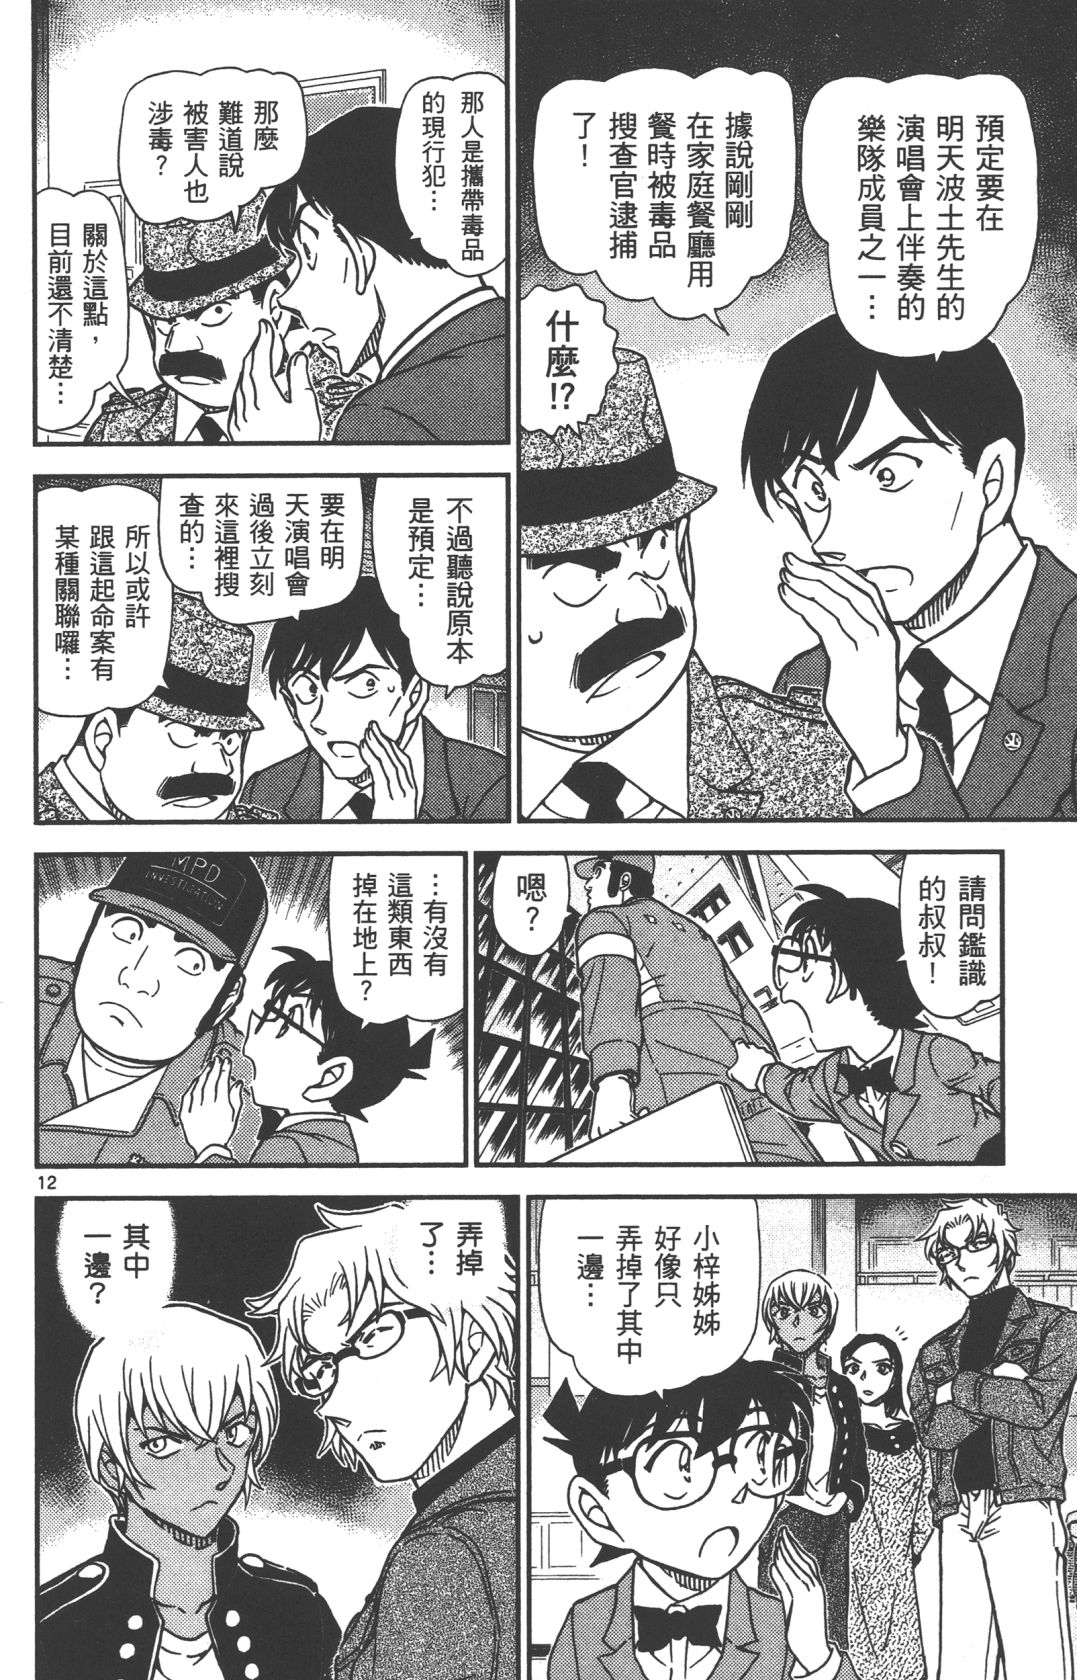 預定要在
明天波土先生的
演唱會上伴奏的
樂隊成員之一…
據說剛剛
在家庭餐廳用
餐時被毒品
搜查官逮捕
了！
什麼!?
那人是攜帶毒品
的現行犯…
那麼
難道說
被害人也
涉毒？
關於這點，
目前還不清楚…
不過聽說原本
是預定…
要在明
天演唱會
過後立刻
來這裡搜
查的…
所以或許
跟這起命案有
某種關聯囉…
請問鑑識
的叔叔！
嗯？
…有沒有
這類東西
掉在地上？
MPD
INVESTIGATION
12
小梓姊姊
好像只
弄掉了其中
一邊…
弄掉
了…
其中
一邊？